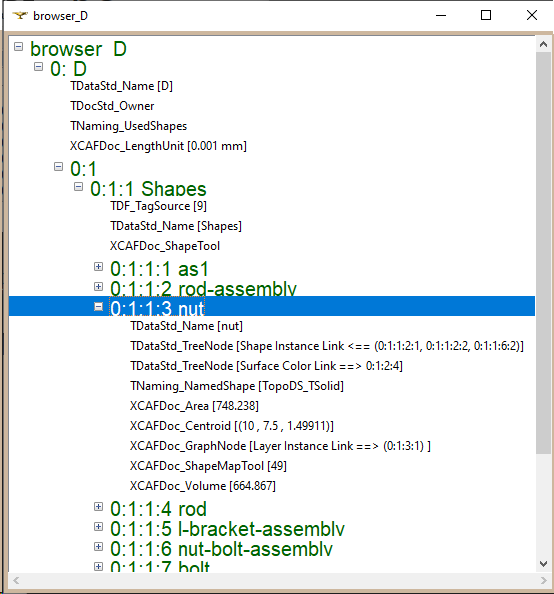 browser_D
browser_D
0: D
TDataStd_Name [D]
TDocStd_Owner
TNaming_UsedShapes
XCAFDoc_LengthUnit [0.001 mm]
0:1
0:1:1 Shapes
TDF_TagSource [9]
TDataStd_Name [Shapes]
XCAFDoc_ShapeTool
0:1:1:1 as1
0:1:1:2 rod-assembly
0:1:1:3 nut
TDataStd_Name [nut]
TDataStd_TreeNode [Shape Instance Link <== (0:1:1:2:1, 0:1:1:2:2, 0:1:1:6:2)]
TDataStd_TreeNode [Surface Color Link ==> 0:1:2:4]
TNaming_NamedShape [TopoDS_TSolid]
XCAFDoc_Area [748.238]
XCAFDoc_Centroid [(10 , 7.5 , 1.49911)]
XCAFDoc_GraphNode [Layer Instance Link ==> (0:1:3:1) ]
XCAFDoc_ShapeMapTool [49]
XCAFDoc_Volume [664.867]
0:1:1:4 rod
0:1:1:5 l-bracket-assembly
0:1:1:6 nut-bolt-assembly
0:1:1:7 bolt